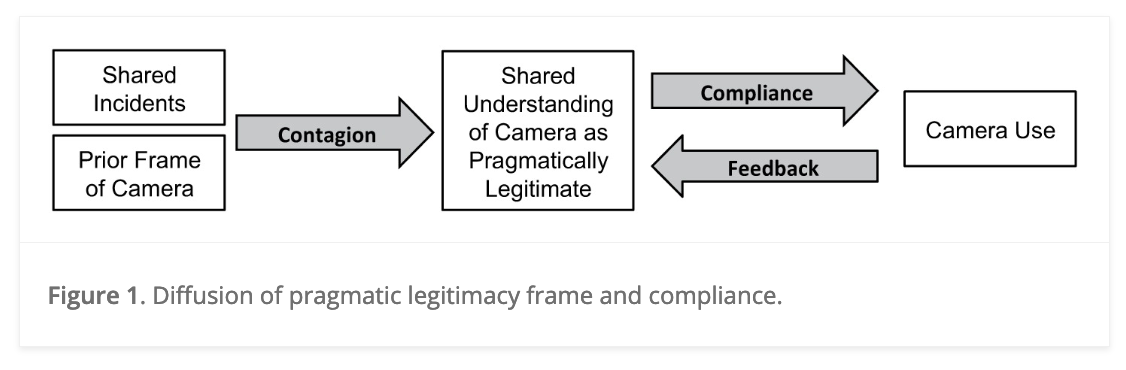 Shared
Incidents
Prior Frame
of Camera
Contagion
Shared
Understanding
of Camera as
Pragmatically
Legitimate
Compliance
Feedback
Camera Use
Figure 1. Diffusion of pragmatic legitimacy frame and compliance.